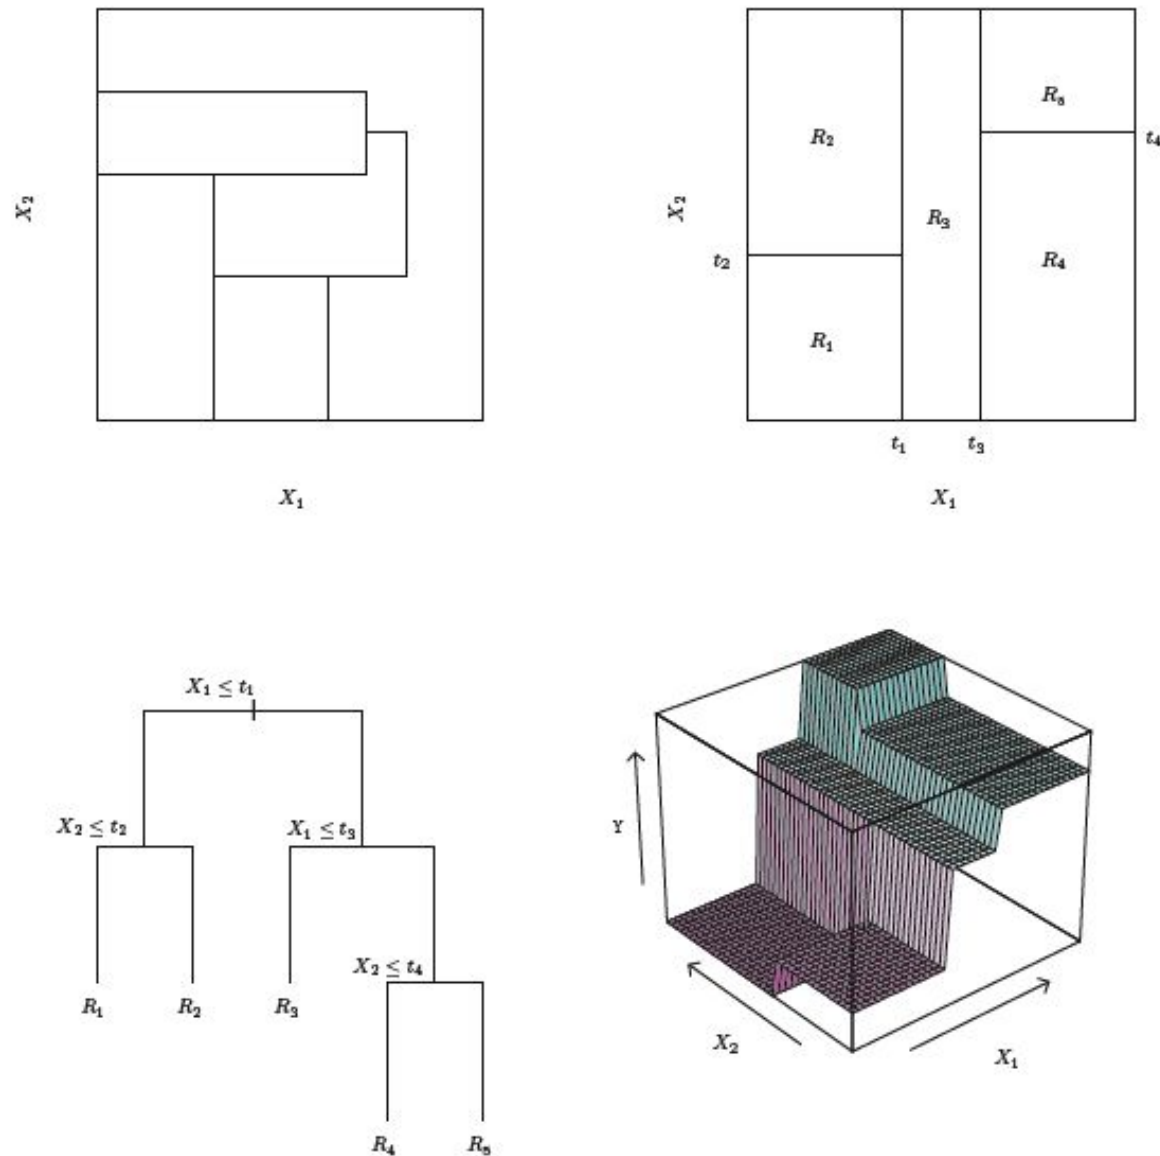 X₂
X₁
R₂
R₅
t₄
X₂
R₃
t₂
R₄
R₁
t₁
t₃
X₁
X₁ ≤ t₁
X₂ ≤ t₂
X₁ ≤ t₃
X₂ ≤ t₄
R₁
R₂
R₃
R₄
R₅
Y
X₂
X₁